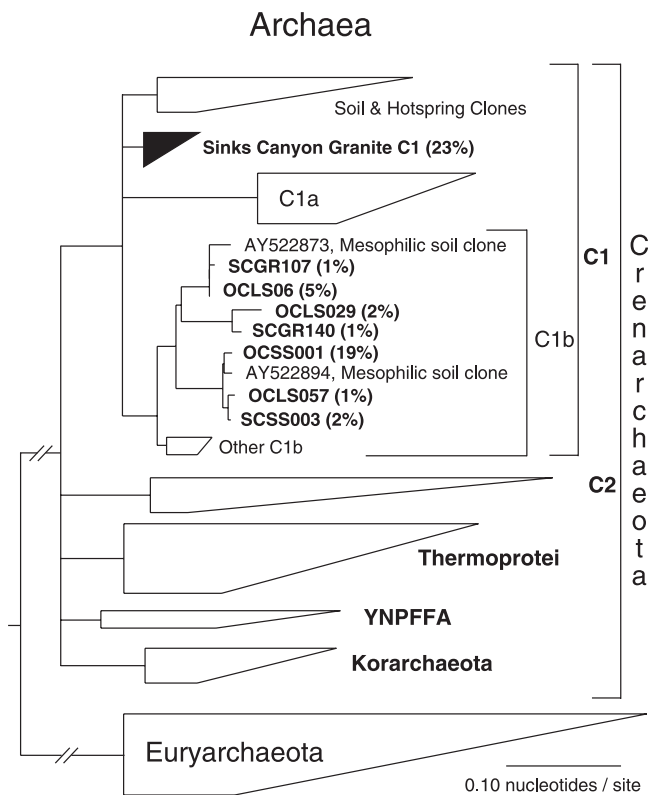 Archaea
Soil & Hotspring Clones
Sinks Canyon Granite C1 (23%)
C1a
AY522873, Mesophilic soil clone
SCGR107 (1%)
OCLS06 (5%)
OCLS029 (2%)
SCGR140 (1%)
OCSS001 (19%)
AY522894, Mesophilic soil clone
OCLS057 (1%)
SCSS003 (2%)
Other C1b
C1b
C1
C2
Thermoprotei
YNPFFA
Korarchaeota
Crenarchaeota
Euryarchaeota
0.10 nucleotides / site